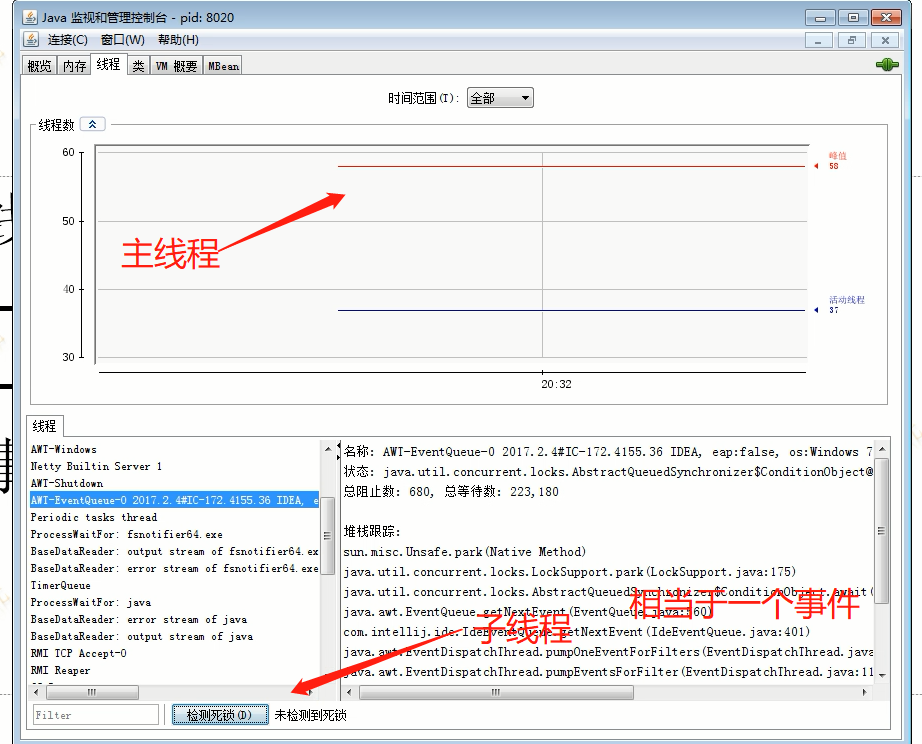 Java 监视和管理控制台 - pid: 8020
连接(C) 窗口(W) 帮助(H)
概览 内存 线程 类 VM 概要 MBean
时间范围(T): 全部
线程数
60
峰值
58
50
主线程
40
活动线程
37
30
20:32
线程
AWT-Windows
Netty Builtin Server 1
AWT-Shutdown
AWT-EventQueue-0 2017.2.4#IC-172.4155.36 IDEA, e
Periodic tasks thread
ProcessWaitFor: fsnotifier64.exe
BaseDataReader: output stream of fsnotifier64.ex
BaseDataReader: error stream of fsnotifier64.exe
TimerQueue
ProcessWaitFor: java
BaseDataReader: error stream of java
BaseDataReader: output stream of java
RMI TCP Accept-0
RMI Reaper
名称: AWT-EventQueue-0 2017.2.4#IC-172.4155.36 IDEA, eap:false, os:Windows 7
状态: java.util.concurrent.locks.AbstractQueuedSynchronizer$ConditionObject@
总阻止数: 680, 总等待数: 223,180
堆栈跟踪:
sun.misc.Unsafe.park(Native Method)
java.util.concurrent.locks.LockSupport.park(LockSupport.java:175)
java.util.concurrent.locks.AbstractQueuedSynchronizer$ConditionObject.await(
相当于一个事件
java.awt.EventQueue.getNextEvent(EventQueue.java:560)
子线程
com.intellij.ide.IdeEventQueue.getNextEvent(IdeEventQueue.java:401)
java.awt.EventDispatchThread.pumpOneEventForFilters(EventDispatchThread.java
java.awt.EventDispatchThread.pumpEventsForFilter(EventDispatchThread.java:11
Filter 检测死锁(D) 未检测到死锁